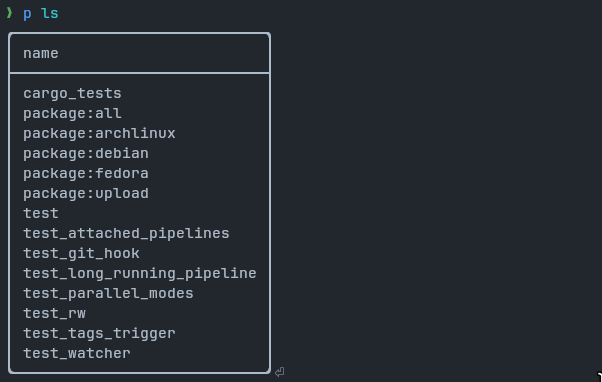 ❯ p ls
name
cargo_tests
package:all
package:archlinux
package:debian
package:fedora
package:upload
test
test_attached_pipelines
test_git_hook
test_long_running_pipeline
test_parallel_modes
test_rw
test_tags_trigger
test_watcher
⏎